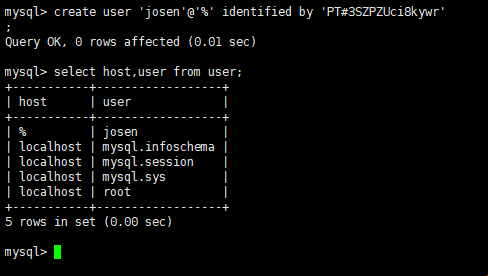 mysql> create user 'josen'@'%' identified by 'PT#3SZPZUci8kywr'
;
Query OK, 0 rows affected (0.01 sec)
mysql> select host,user from user;
+-----------+------------------+
| host      | user             |
+-----------+------------------+
| %         | josen            |
| localhost | mysql.infoschema |
| localhost | mysql.session    |
| localhost | mysql.sys        |
| localhost | root             |
+-----------+------------------+
5 rows in set (0.00 sec)
mysql>